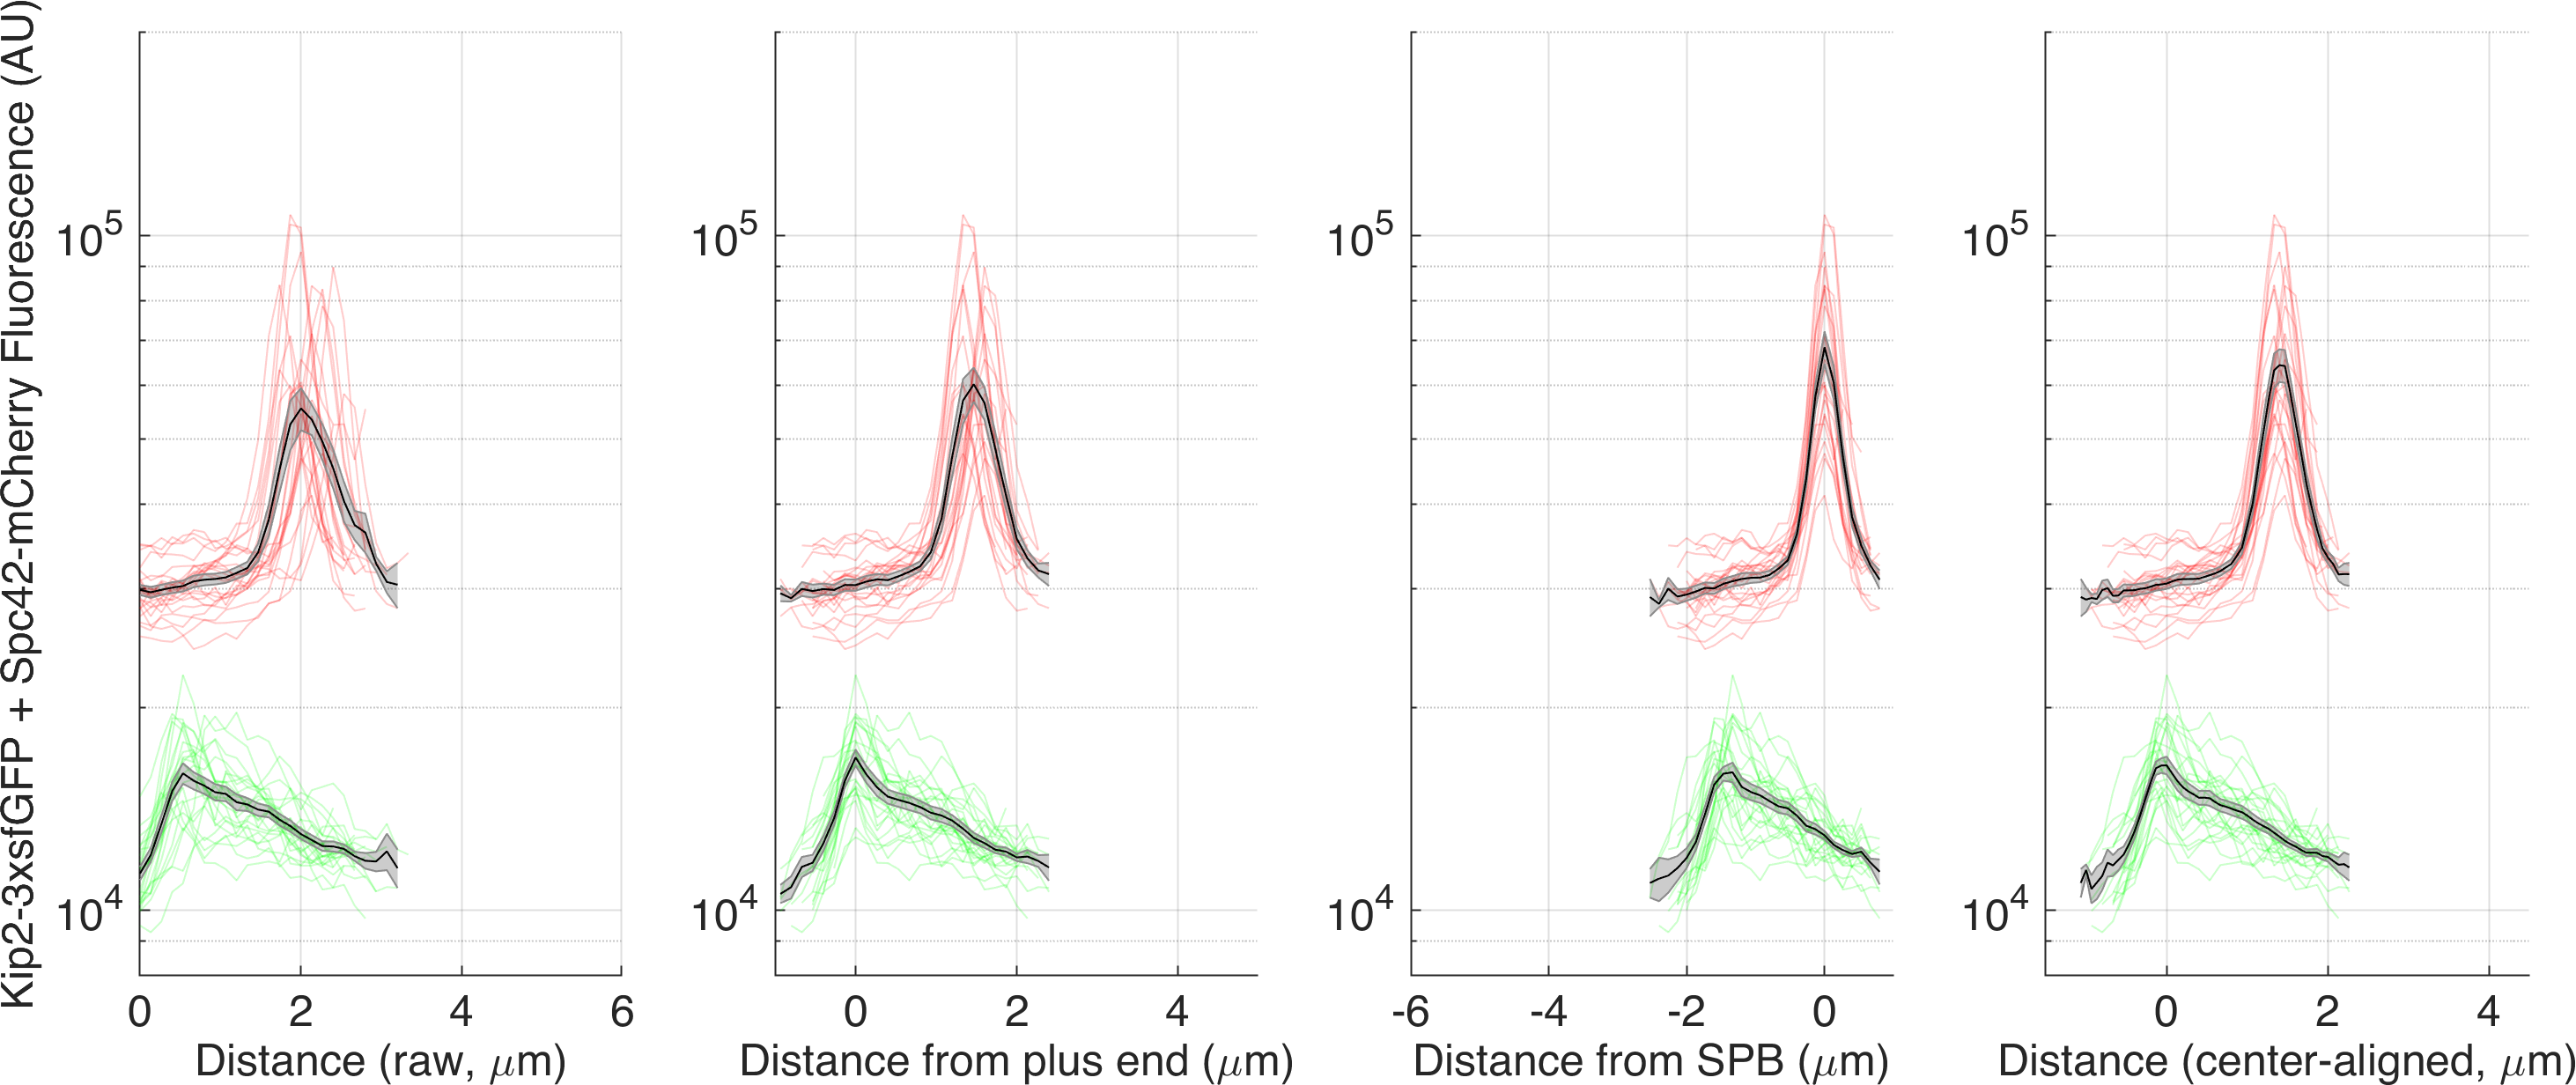 Kip2-3xsfGFP + Spc42-mCherry Fluorescence (AU)
10^5
10^4
0 2 4 6
Distance (raw, μm)
10^5
10^4
0 2 4
Distance from plus end (μm)
10^5
10^4
-6 -4 -2 0
Distance from SPB (μm)
10^5
10^4
0 2 4
Distance (center-aligned, μm)